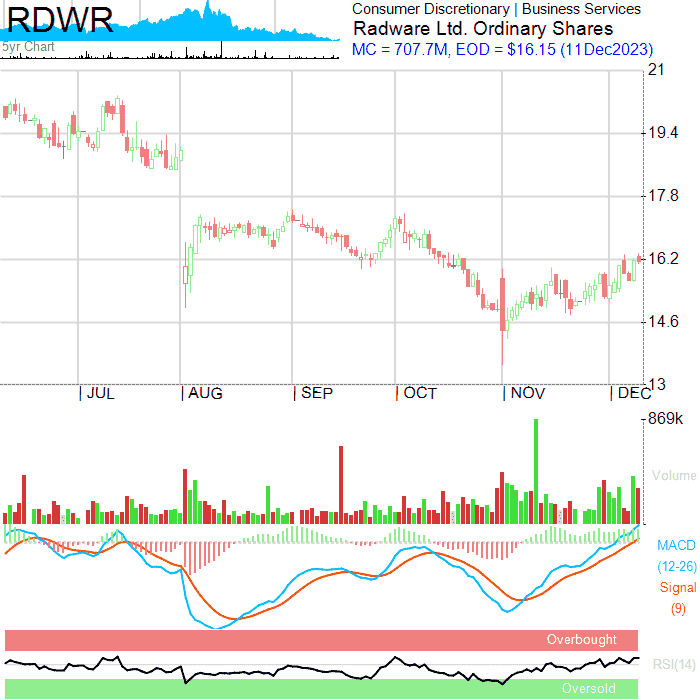 RDWR
5yr Chart
Consumer Discretionary | Business Services
Radware Ltd. Ordinary Shares
MC = 707.7M, EOD = $16.15 (11Dec2023)
21
19.4
17.8
16.2
14.6
13
JUL AUG SEP OCT NOV DEC
869k
Volume
MACD
(12-26)
Signal
(9)
Overbought
RSI(14)
Oversold